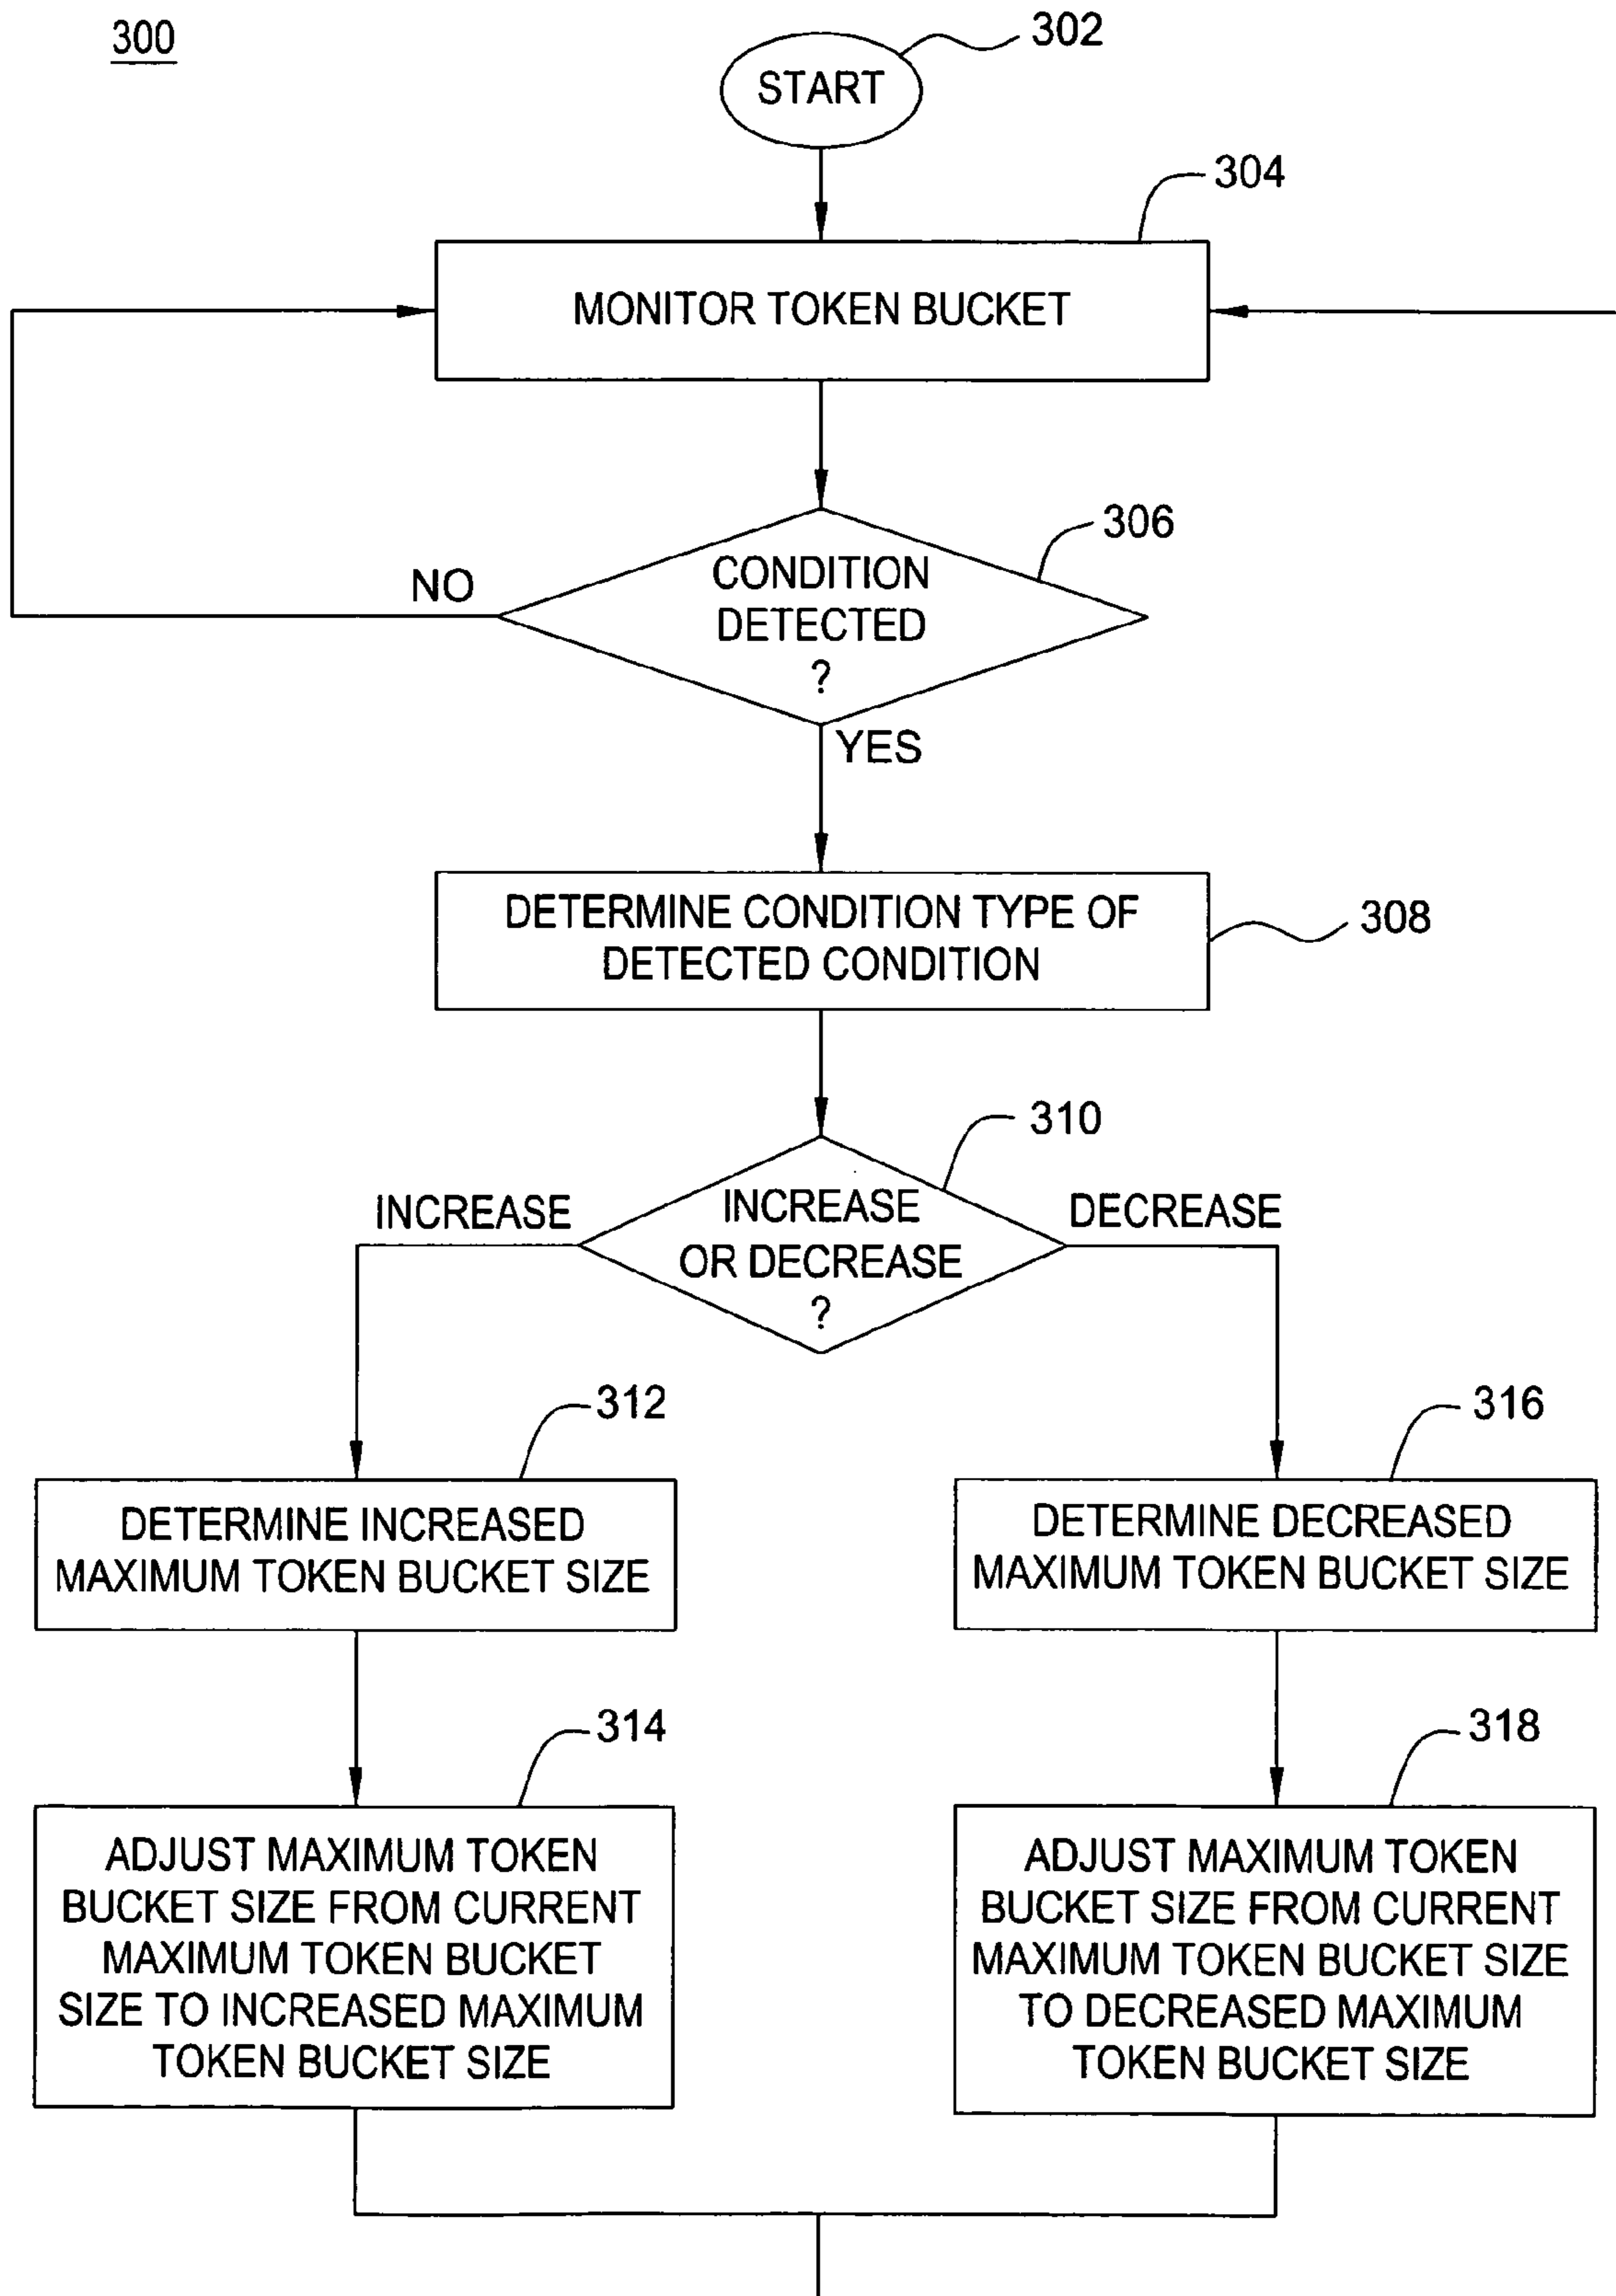 300
302
START
304
MONITOR TOKEN BUCKET
306
CONDITION
DETECTED
?
NO
YES
DETERMINE CONDITION TYPE OF
DETECTED CONDITION
308
310
INCREASE
INCREASE
OR DECREASE
?
DECREASE
312
316
DETERMINE INCREASED
MAXIMUM TOKEN BUCKET SIZE
DETERMINE DECREASED
MAXIMUM TOKEN BUCKET SIZE
314
318
ADJUST MAXIMUM TOKEN
BUCKET SIZE FROM CURRENT
MAXIMUM TOKEN BUCKET
SIZE TO INCREASED MAXIMUM
TOKEN BUCKET SIZE
ADJUST MAXIMUM TOKEN
BUCKET SIZE FROM CURRENT
MAXIMUM TOKEN BUCKET SIZE
TO DECREASED MAXIMUM
TOKEN BUCKET SIZE